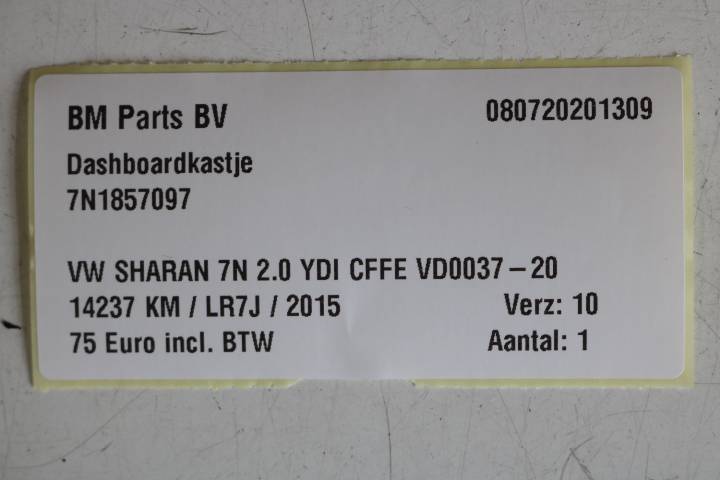 BM Parts BV 080720201309
Dashboardkastje
7N1857097
VW SHARAN 7N 2.0 YDI CFFE VD0037-20
14237 KM / LR7J / 2015 Verz: 10
75 Euro incl. BTW Aantal: 1